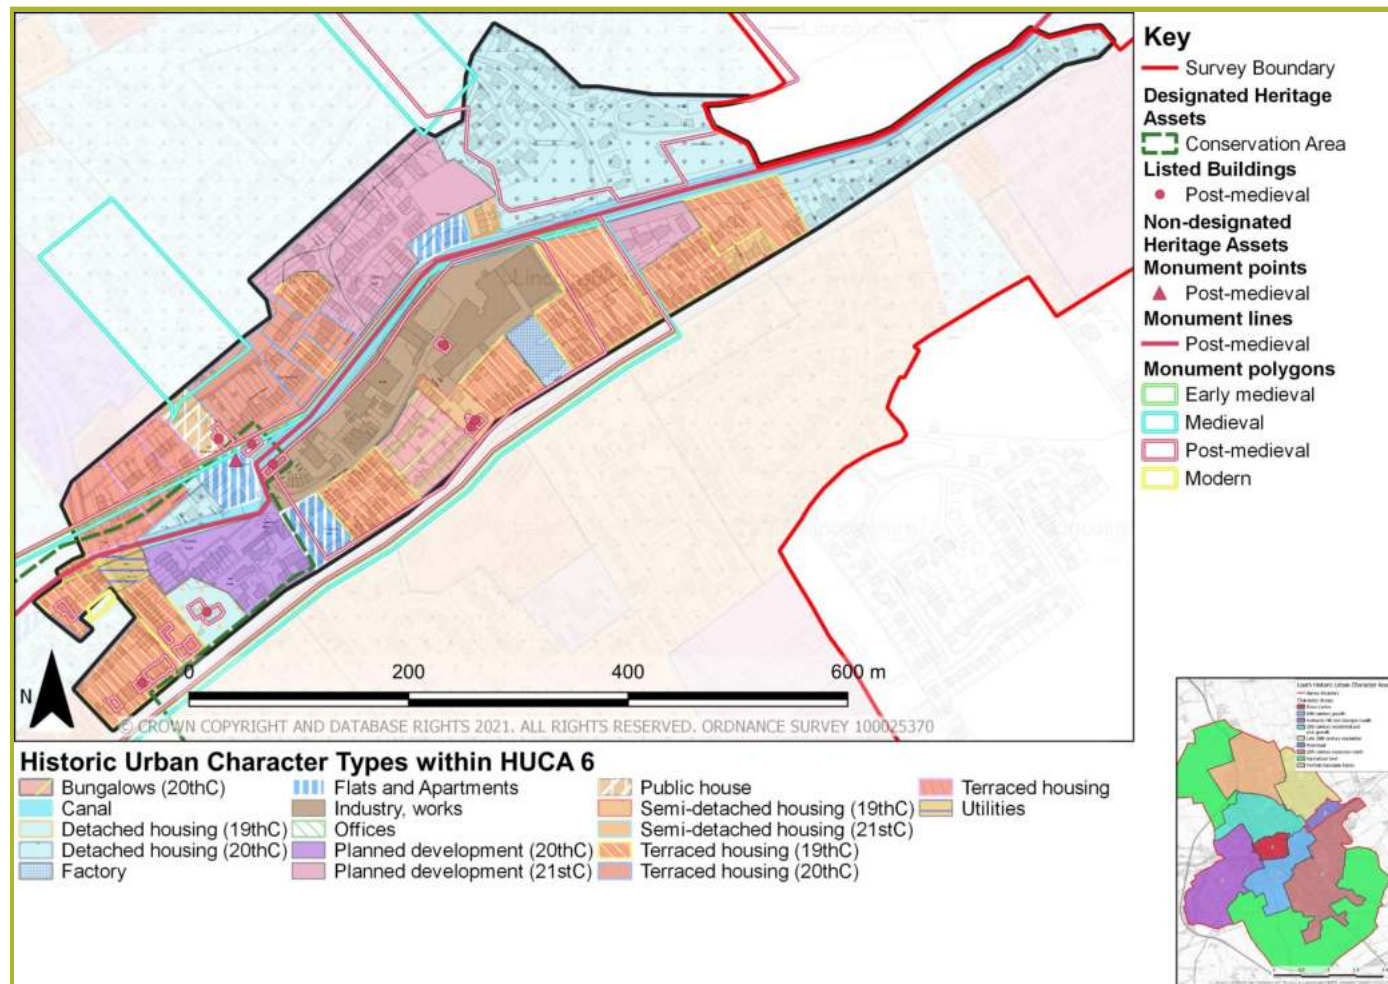 Key
Survey Boundary
Designated Heritage
Assets
Conservation Area
Listed Buildings
Post-medieval
Non-designated
Heritage Assets
Monument points
Post-medieval
Monument lines
Post-medieval
Monument polygons
Early medieval
Medieval
Post-medieval
Modern
N
0 200 400 600 m
© CROWN COPYRIGHT AND DATABASE RIGHTS 2021. ALL RIGHTS RESERVED. ORDNANCE SURVEY 100025370
Historic Urban Character Types within HUCA 6
Bungalows (20thC)
Canal
Detached housing (19thC)
Detached housing (20thC)
Factory
Flats and Apartments
Industry, works
Offices
Planned development (20thC)
Planned development (21stC)
Public house
Semi-detached housing (19thC)
Semi-detached housing (21stC)
Terraced housing (19thC)
Terraced housing (20thC)
Terraced housing
Utilities